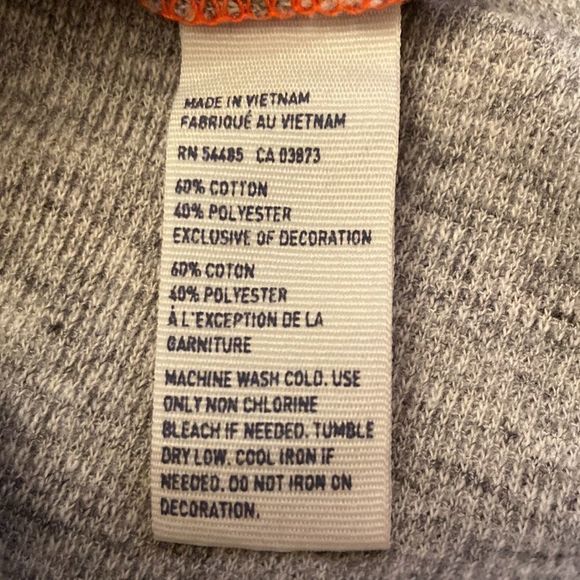 MADE IN VIETNAM
FABRIQUÉ AU VIETNAM
RN 54485 CA 03873
60% COTTON
40% POLYESTER
EXCLUSIVE OF DECORATION
60% COTON
40% POLYESTER
À L'EXCEPTION DE LA
GARNITURE
MACHINE WASH COLD. USE
ONLY NON CHLORINE
BLEACH IF NEEDED. TUMBLE
DRY LOW. COOL IRON IF
NEEDED. DO NOT IRON ON
DECORATION.